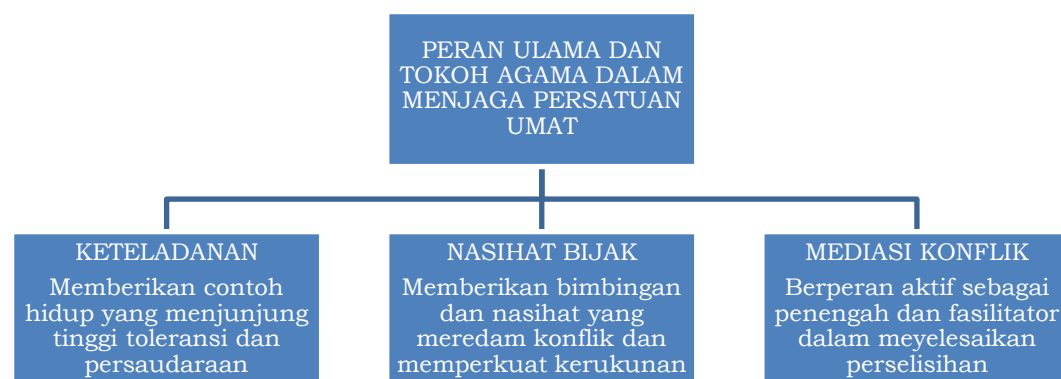 PERAN ULAMA DAN
TOKOH AGAMA DALAM
MENJAGA PERSATUAN
UMAT
KETELADANAN
Memberikan contoh
hidup yang menjunjung
tinggi toleransi dan
persaudaraan
NASIHAT BIJAK
Memberikan bimbingan
dan nasihat yang
meredam konflik dan
memperkuat kerukunan
MEDIASI KONFLIK
Berperan aktif sebagai
penengah dan fasilitator
dalam meyelesaikan
perselisihan